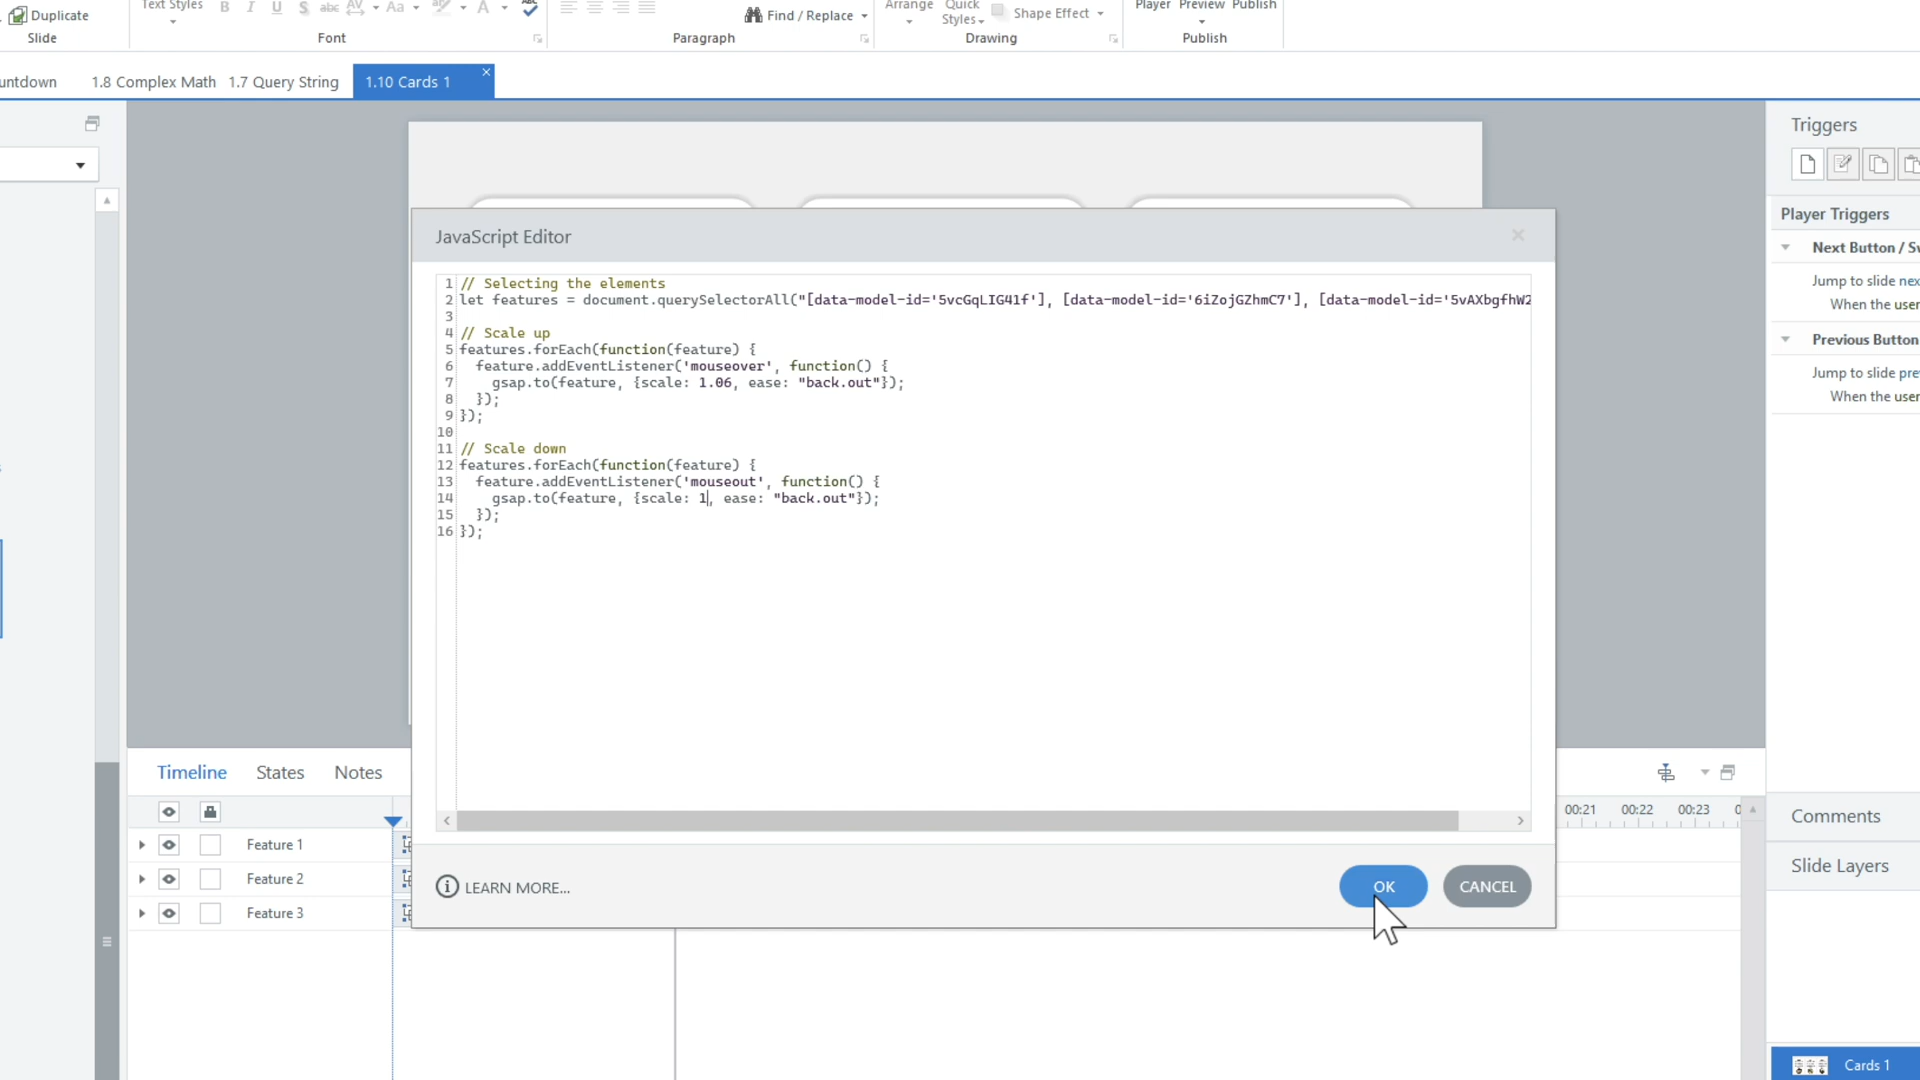 Duplicate
Slide
Text Styles
B I U S abc AV Aa A
Font
Find / Replace
Paragraph
Arrange
Quick
Styles
Shape Effect
Drawing
Player Preview Publish
Publish
untdown
1.8 Complex Math
1.7 Query String
1.10 Cards 1
Triggers
Player Triggers
Next Button / Sw
Jump to slide nex
When the user
Previous Button
Jump to slide pre
When the user
JavaScript Editor
1 // Selecting the elements
2 let features = document.querySelectorAll("[data-model-id='5vcGqLIG41f'], [data-model-id='6iZojGZhmC7'], [data-model-id='5vAXbgfhW2
3
4 // Scale up
5 features.forEach(function(feature) {
6 feature.addEventListener('mouseover', function() {
7 gsap.to(feature, {scale: 1.06, ease: "back.out"});
8 });
9 });
10
11 // Scale down
12 features.forEach(function(feature) {
13 feature.addEventListener('mouseout', function() {
14 gsap.to(feature, {scale: 1, ease: "back.out"});
15 });
16 });
LEARN MORE...
OK
CANCEL
Timeline
States
Notes
00:21 00:22 00:23 0
Feature 1
Feature 2
Feature 3
Comments
Slide Layers
Cards 1